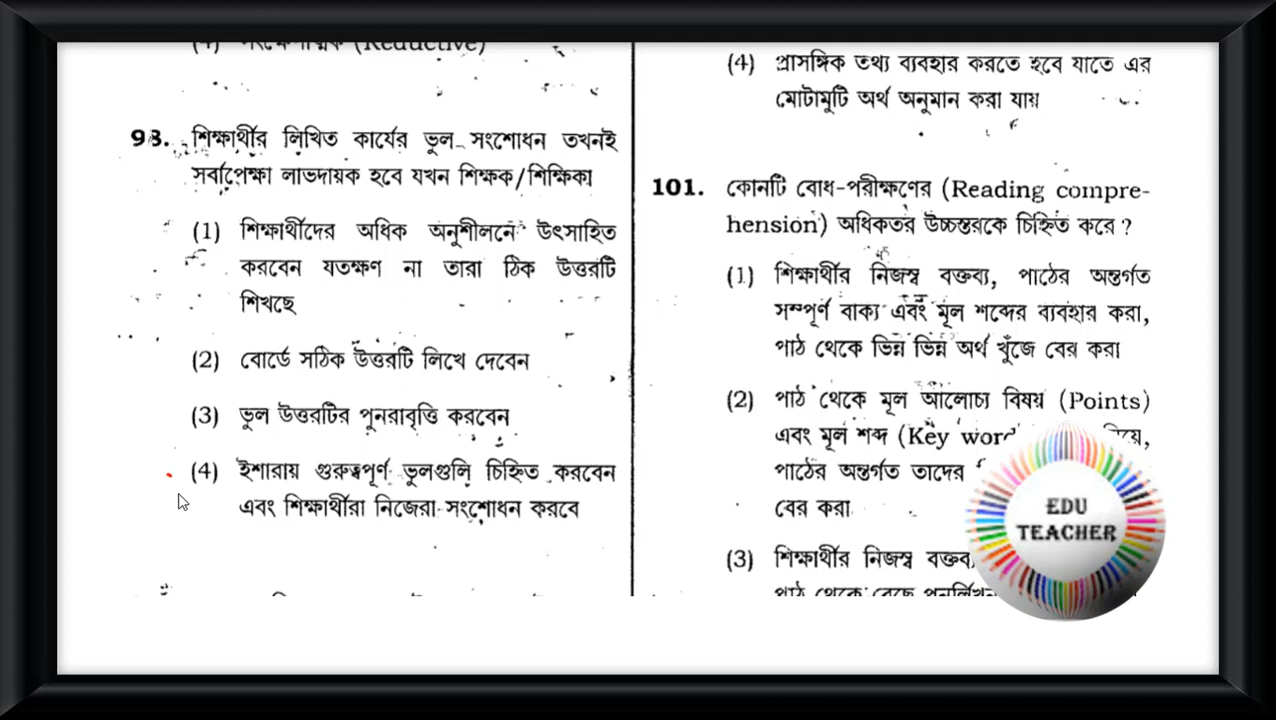 (4) সংক্ষেপাত্মক (Reductive)
93. শিক্ষার্থীর লিখিত কার্যের ভুল সংশোধন তখনই
সর্বাপেক্ষা লাভদায়ক হবে যখন শিক্ষক/শিক্ষিকা
(1) শিক্ষার্থীদের অধিক অনুশীলনে উৎসাহিত
করবেন যতক্ষণ না তারা ঠিক উত্তরটি
শিখছে
(2) বোর্ডে সঠিক উত্তরটি লিখে দেবেন
(3) ভুল উত্তরটির পুনরাবৃত্তি করবেন
(4) ইশারায় গুরুত্বপূর্ণ ভুলগুলি চিহ্নিত করবেন
এবং শিক্ষার্থীরা নিজেরা সংশোধন করবে
(4) প্রাসঙ্গিক তথ্য ব্যবহার করতে হবে যাতে এর
মোটামুটি অর্থ অনুমান করা যায়
101. কোনটি বোধ-পরীক্ষণের (Reading compre-
hension) অধিকতর উচ্চস্তরকে চিহ্নিত করে ?
(1) শিক্ষার্থীর নিজস্ব বক্তব্য, পাঠের অন্তর্গত
সম্পূর্ণ বাক্য এবং মূল শব্দের ব্যবহার করা,
পাঠ থেকে ভিন্ন ভিন্ন অর্থ খুঁজে বের করা
(2) পাঠ থেকে মূল আলোচ্য বিষয় (Points)
এবং মূল শব্দ (Key word
পাঠের অন্তর্গত তাদের
বের করা
(3) শিক্ষার্থীর নিজস্ব
পাঠ থেকে বেছে
EDU
TEACHER